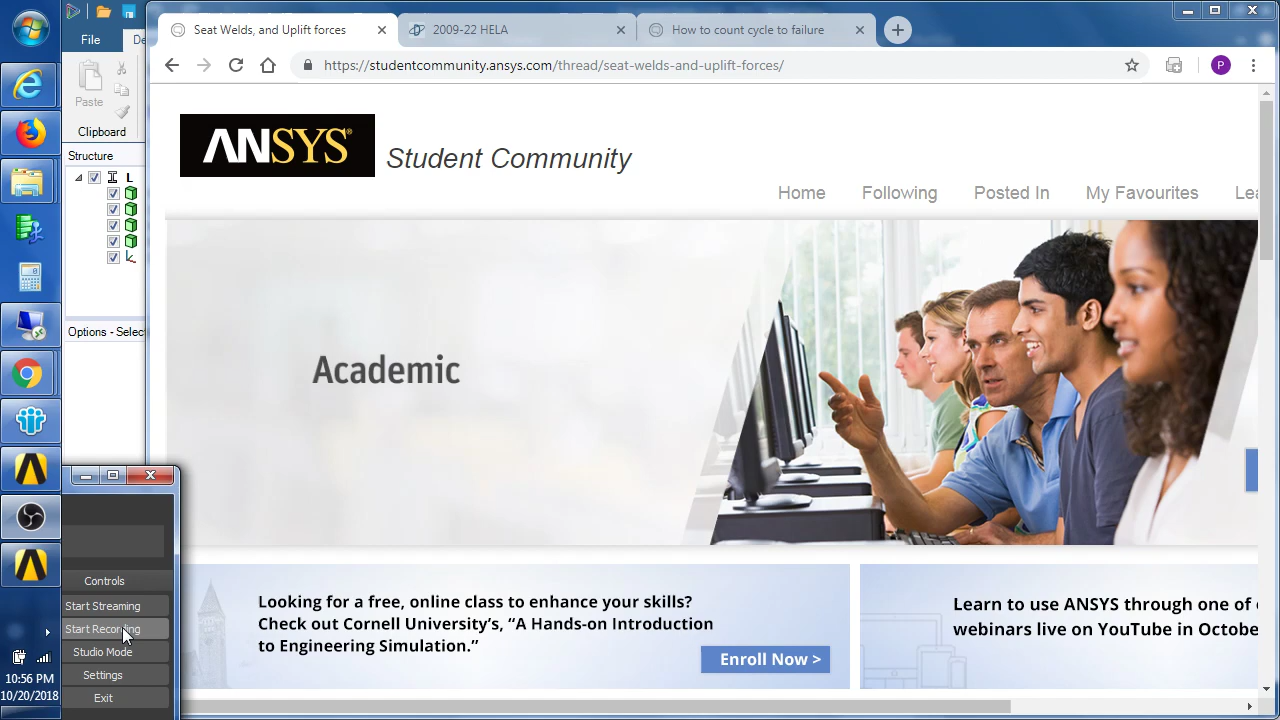 Seat Welds, and Uplift forces
2009-22 HELA
How to count cycle to failure
https://studentcommunity.ansys.com/thread/seat-welds-and-uplift-forces/
P
File
Paste
Clipboard
Structure
L
Options - Select
ANSYS®
Student Community
Home
Following
Posted In
My Favourites
Academic
Looking for a free, online class to enhance your skills?
Check out Cornell University's, “A Hands-on Introduction
to Engineering Simulation.”
Enroll Now >
Learn to use ANSYS through one of
webinars live on YouTube in Octobe
Controls
Start Streaming
Start Recording
Studio Mode
Settings
Exit
10:56 PM
10/20/2018